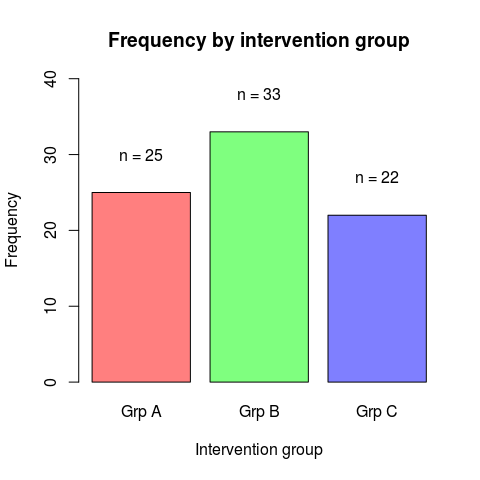 Frequency by intervention group
40
30
20
10
0
Frequency
n = 25
n = 33
n = 22
Grp A
Grp B
Grp C
Intervention group